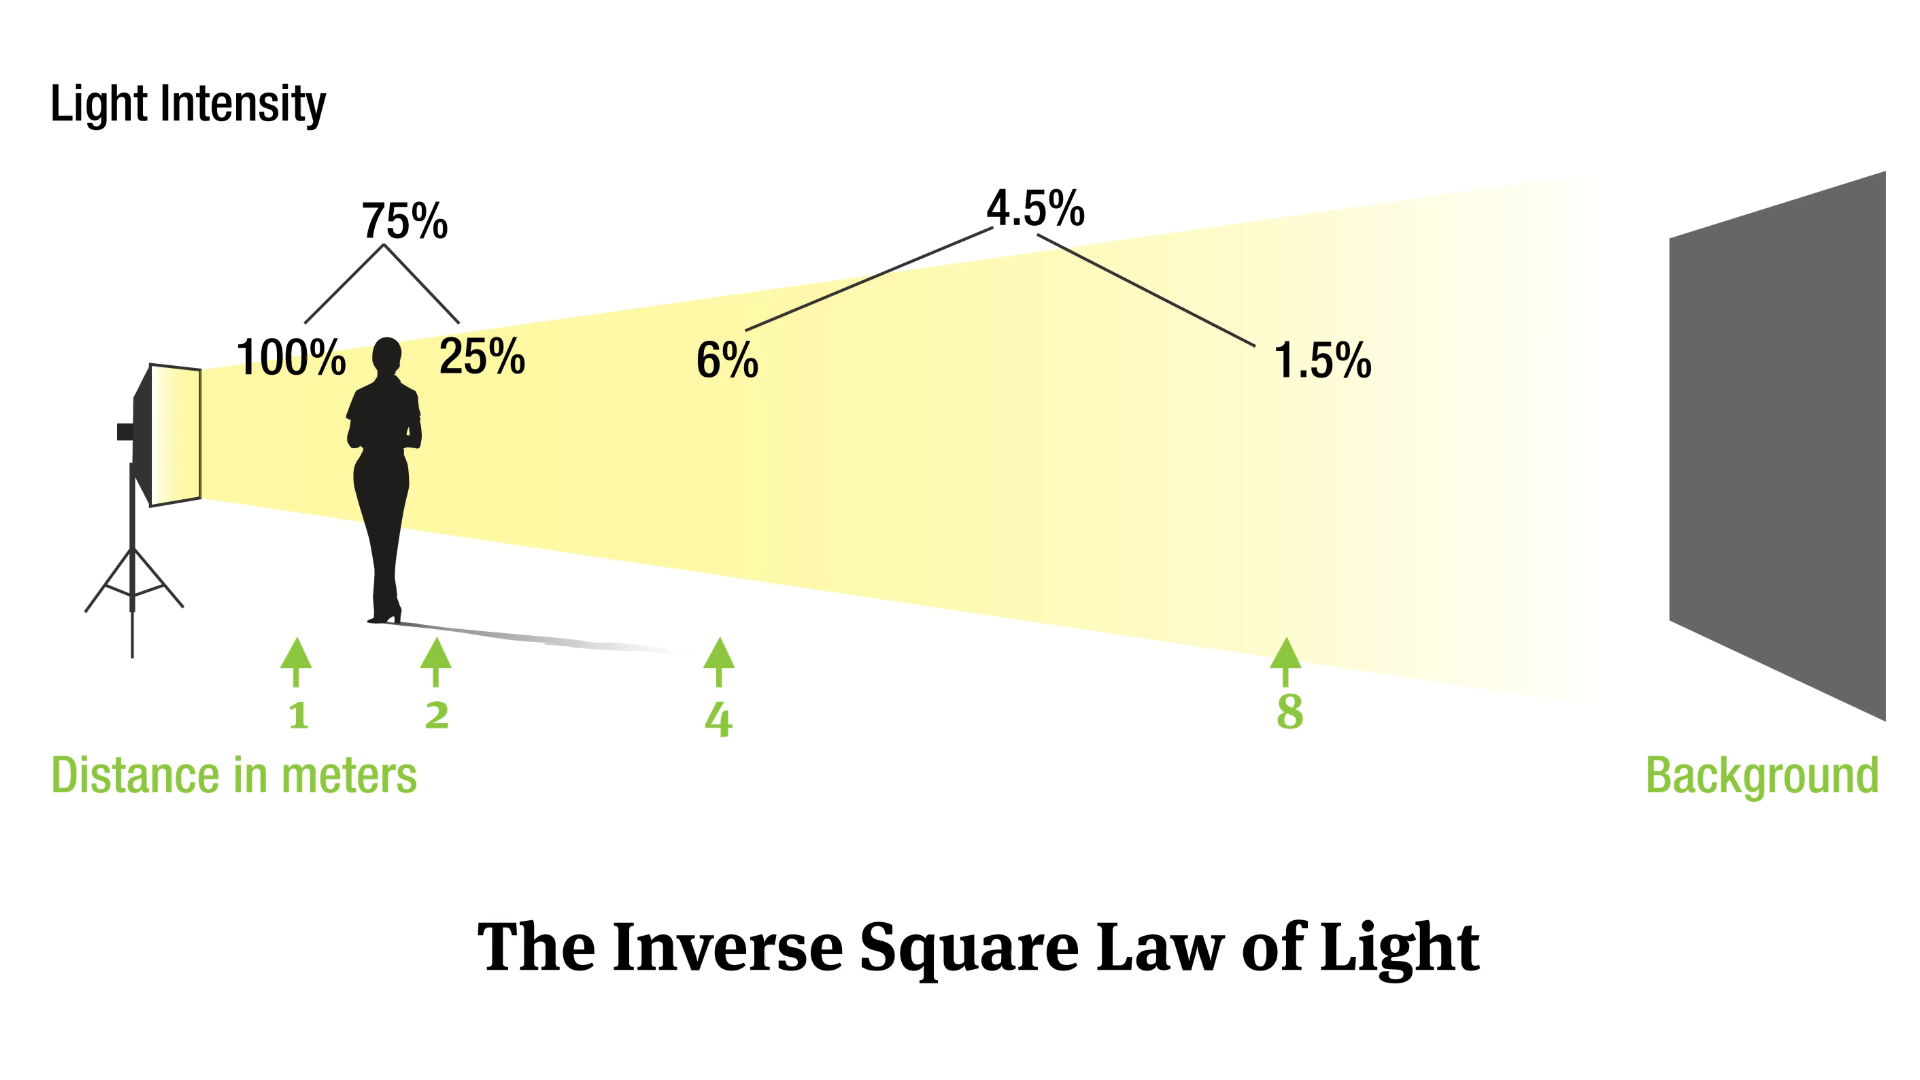 Light Intensity
75%
4.5%
100%
25%
6%
1.5%
1
2
4
8
Distance in meters
Background
The Inverse Square Law of Light